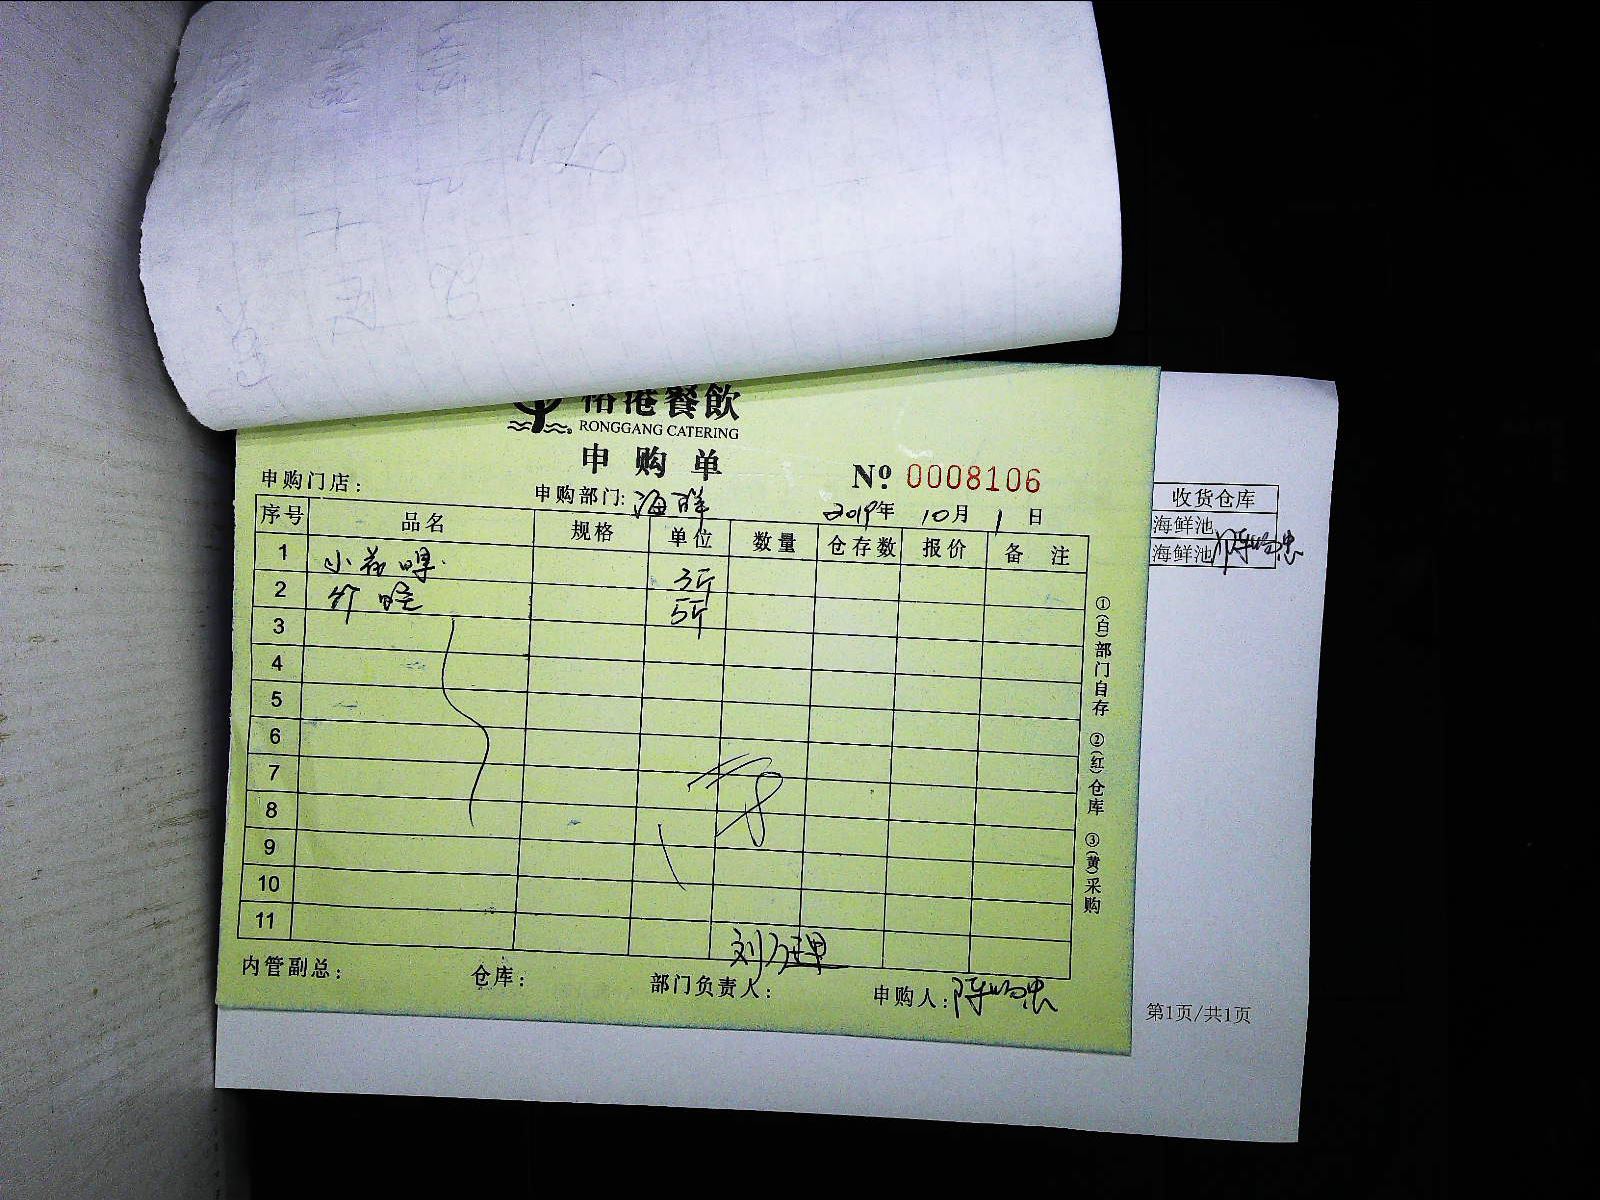 港餐飲
RONGGANG CATERING
申购单
Nº 0008106
申购门店：
申购部门：海鲜
2019年 10月 1日
序号 品名 规格 单位 数量 仓存数 报价 备 注
1 小花 3斤
2 竹 5斤
3
4
5
6
7
8
9
10
11
内管副总：
仓库：
部门负责人：
申购人：
①(白)部门自存 ②(红)仓库 ③(黄)采购
收货仓库
海鲜池
海鲜池
第1页/共1页